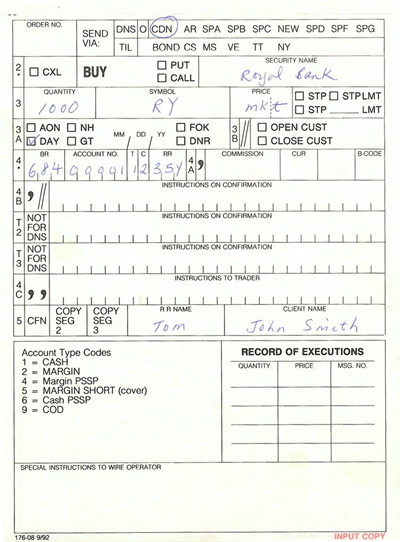 ORDER NO. SEND VIA: DNS O CDN AR SPA SPB SPC NEW SPD SPF SPG
TIL BOND CS MS VE TT NY
2* CXL BUY PUT CALL SECURITY NAME Royal Bank
3 QUANTITY 1000 SYMBOL RY PRICE mkt STP STP LMT
STP ____ LMT
3A AON NH MM DD YY FOK 3B OPEN CUST
DAY GT DNR CLOSE CUST
4* BR ACCOUNT NO. T C RR 4A COMMISSION CUR B-CODE
684 99991 1 2 35Y ,
4B ,// INSTRUCTIONS ON CONFIRMATION
T2 NOT FOR DNS INSTRUCTIONS ON CONFIRMATION
T3 NOT FOR DNS INSTRUCTIONS ON CONFIRMATION
4C ,, INSTRUCTIONS TO TRADER
5 CFN COPY SEG 2 COPY SEG 3 R R NAME Tom CLIENT NAME John Smith
Account Type Codes
1 = CASH
2 = MARGIN
4 = Margin PSSP
5 = MARGIN SHORT (cover)
6 = Cash PSSP
9 = COD
RECORD OF EXECUTIONS
QUANTITY PRICE MSG. NO.
SPECIAL INSTRUCTIONS TO WIRE OPERATOR
176-08 9/92 INPUT COPY